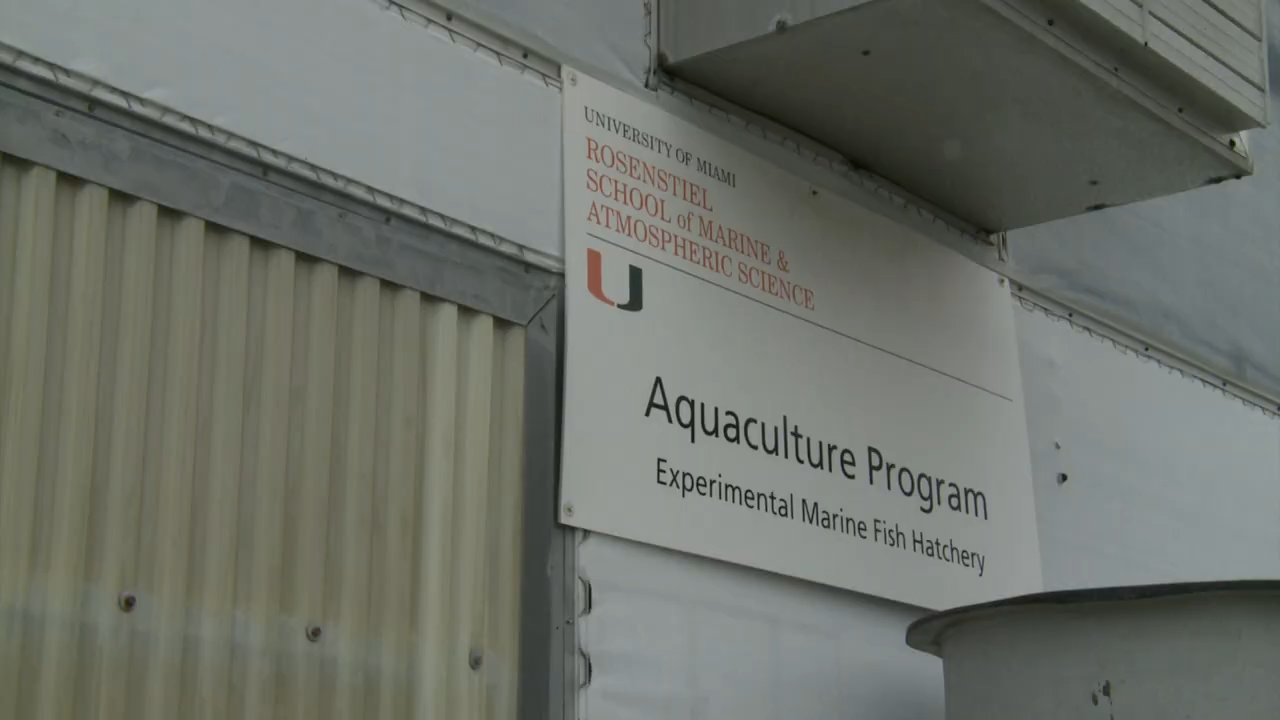 UNIVERSITY OF MIAMI
ROSENSTIEL
SCHOOL of MARINE &
ATMOSPHERIC SCIENCE
U
Aquaculture Program
Experimental Marine Fish Hatchery